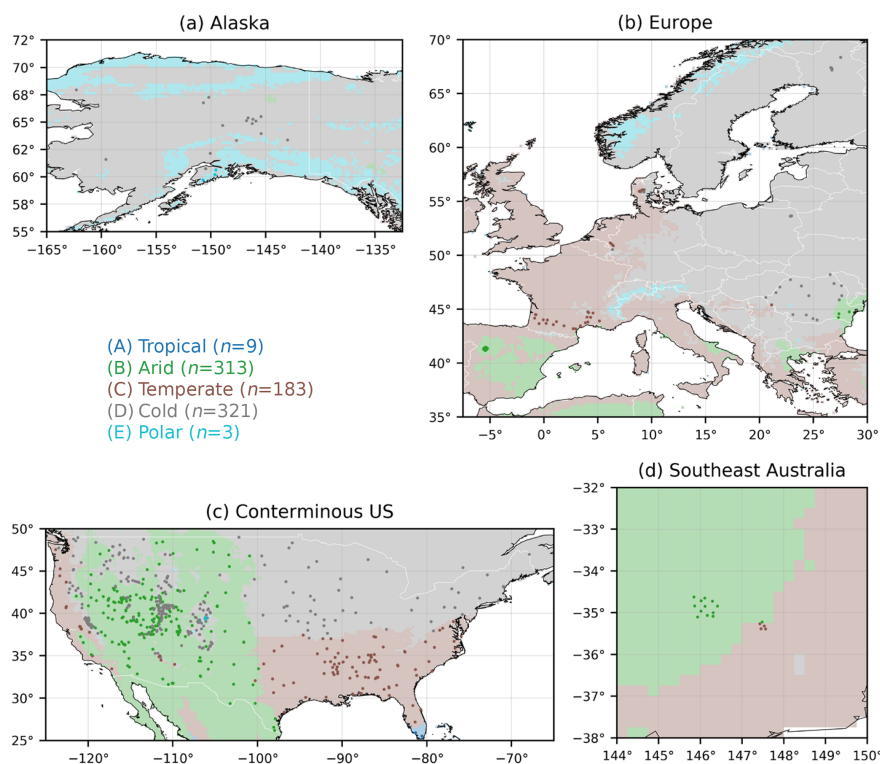 (a) Alaska
72°
70°
68°
65°
62°
60°
58°
55°
−165° −160° −155° −150° −145° −140° −135°
(b) Europe
70°
65°
60°
55°
50°
45°
40°
35°
−5° 0° 5° 10° 15° 20° 25° 30°
(A) Tropical (n=9)
(B) Arid (n=313)
(C) Temperate (n=183)
(D) Cold (n=321)
(E) Polar (n=3)
(c) Conterminous US
50°
45°
40°
35°
30°
25°
−120° −110° −100° −90° −80° −70°
(d) Southeast Australia
−32°
−33°
−34°
−35°
−36°
−37°
−38°
144° 145° 146° 147° 148° 149° 150°